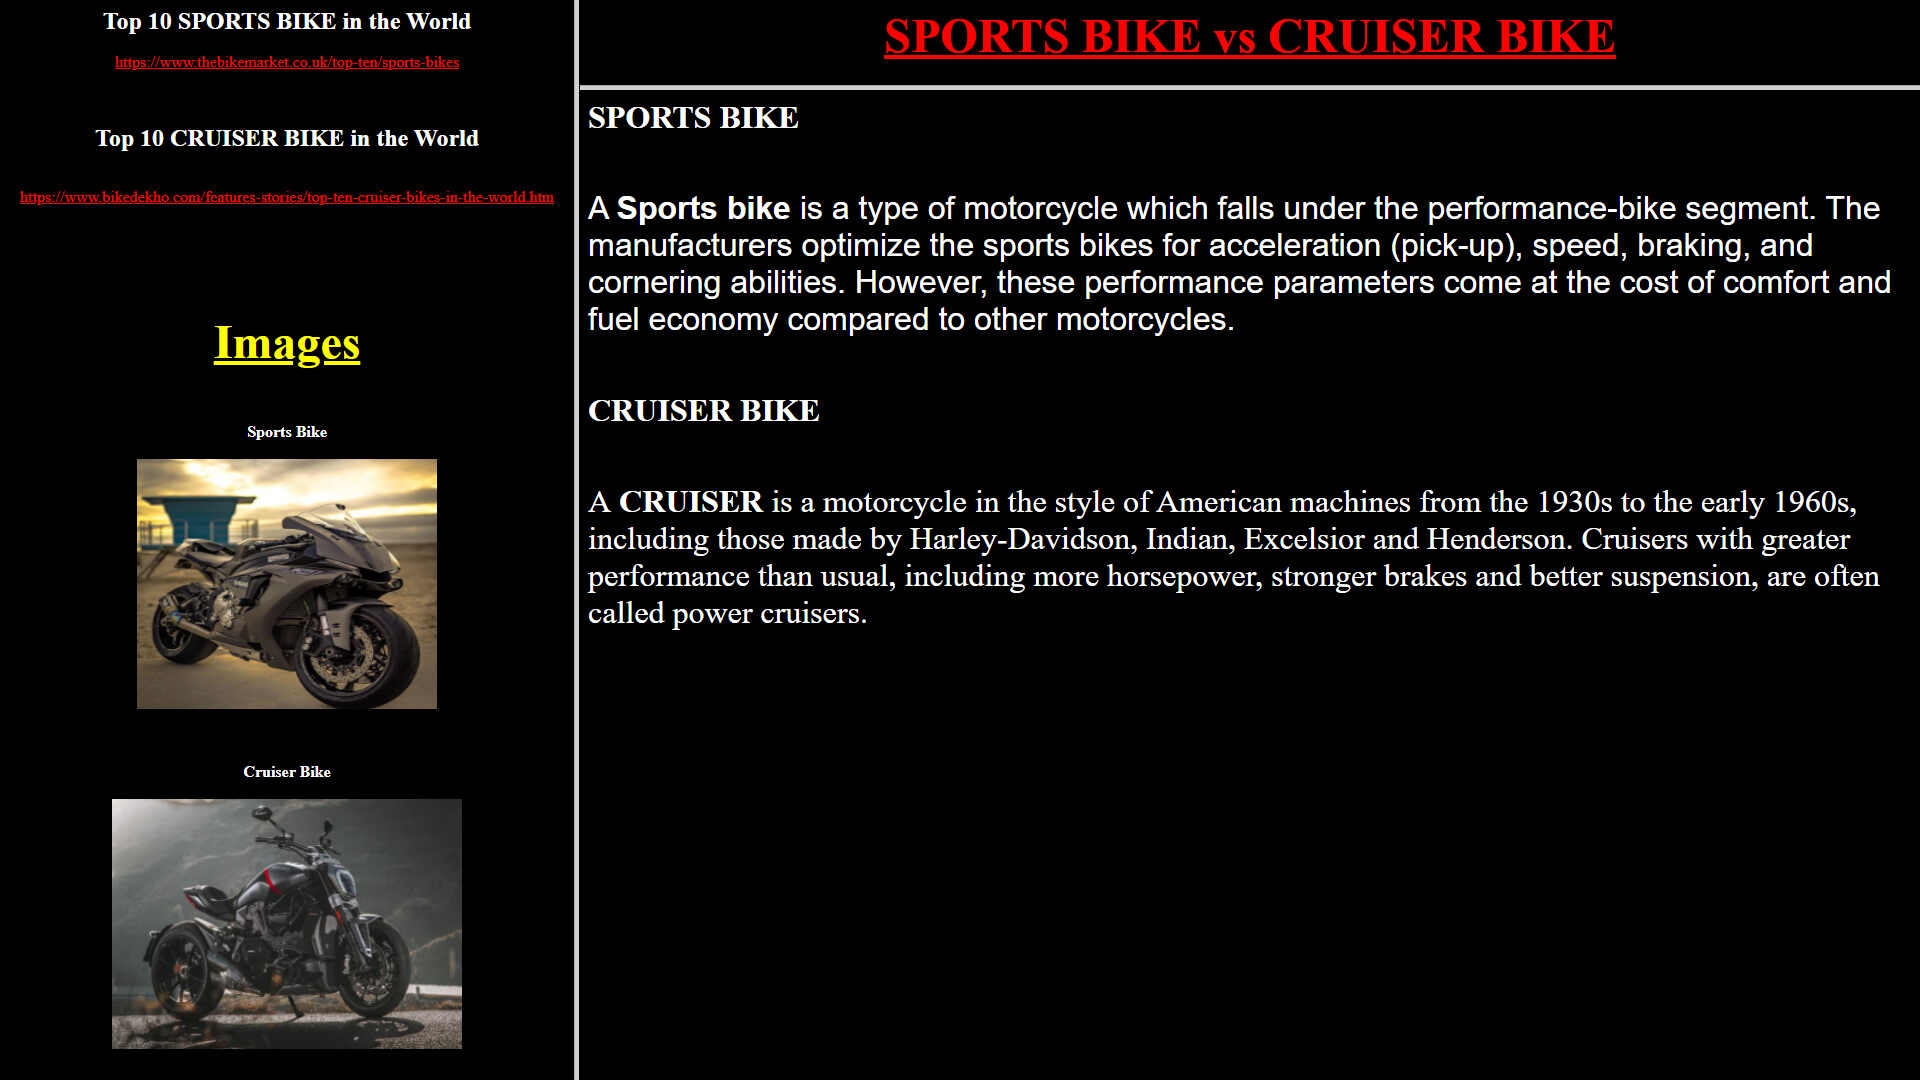 Top 10 SPORTS BIKE in the World
https://www.thebikemarket.co.uk/top-ten/sports-bikes
Top 10 CRUISER BIKE in the World
https://www.bikedekho.com/features-stories/top-ten-cruiser-bikes-in-the-world.htm
Images
Sports Bike
Cruiser Bike
SPORTS BIKE vs CRUISER BIKE
SPORTS BIKE
A Sports bike is a type of motorcycle which falls under the performance-bike segment. The
manufacturers optimize the sports bikes for acceleration (pick-up), speed, braking, and
cornering abilities. However, these performance parameters come at the cost of comfort and
fuel economy compared to other motorcycles.
CRUISER BIKE
A CRUISER is a motorcycle in the style of American machines from the 1930s to the early 1960s,
including those made by Harley-Davidson, Indian, Excelsior and Henderson. Cruisers with greater
performance than usual, including more horsepower, stronger brakes and better suspension, are often
called power cruisers.